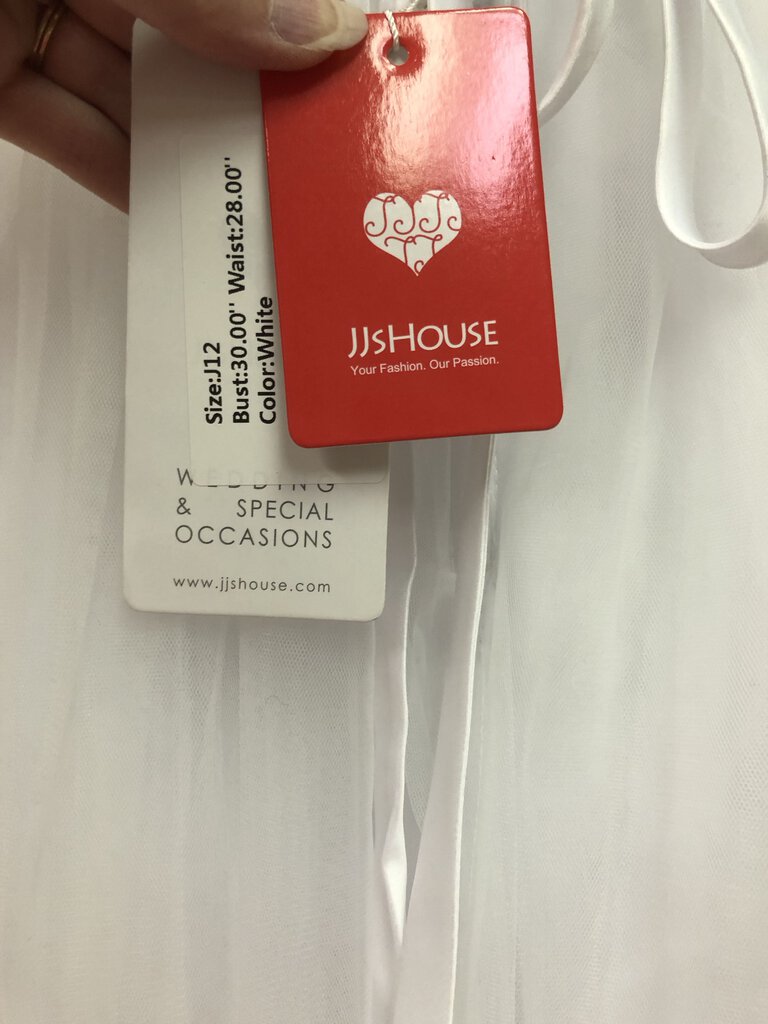 Size:J12
Bust:30.00'' Waist:28.00''
Color:White
WEDDING
& SPECIAL
OCCASIONS
www.jjshouse.com
JJsHOUSE
Your Fashion. Our Passion.